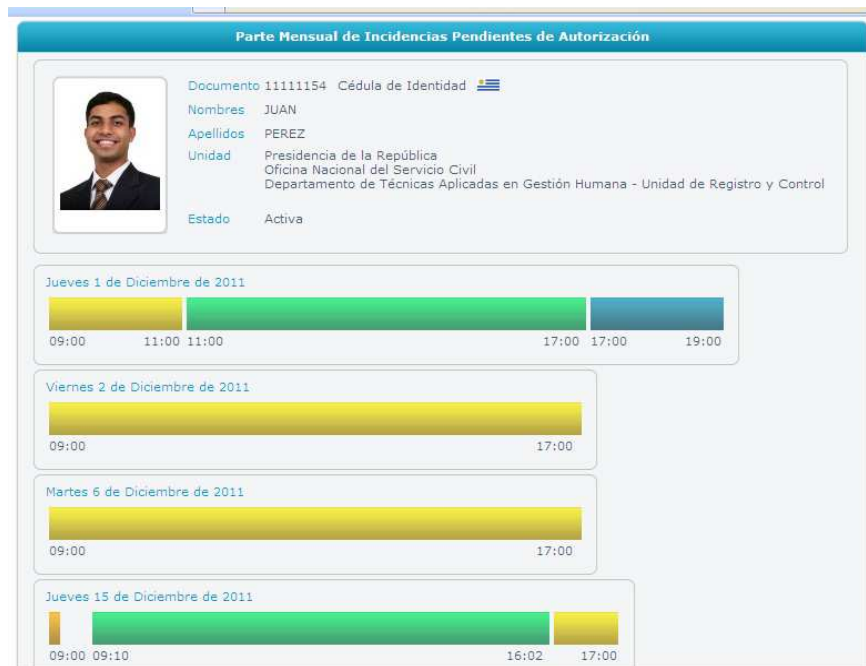 Parte Mensual de Incidencias Pendientes de Autorización
Documento 11111154 Cédula de Identidad
Nombres JUAN
Apellidos PEREZ
Unidad Presidencia de la República
Oficina Nacional del Servicio Civil
Departamento de Técnicas Aplicadas en Gestión Humana - Unidad de Registro y Control
Estado Activa
Jueves 1 de Diciembre de 2011
09:00 11:00 11:00 17:00 17:00 19:00
Viernes 2 de Diciembre de 2011
09:00 17:00
Martes 6 de Diciembre de 2011
09:00 17:00
Jueves 15 de Diciembre de 2011
09:00 09:10 16:02 17:00